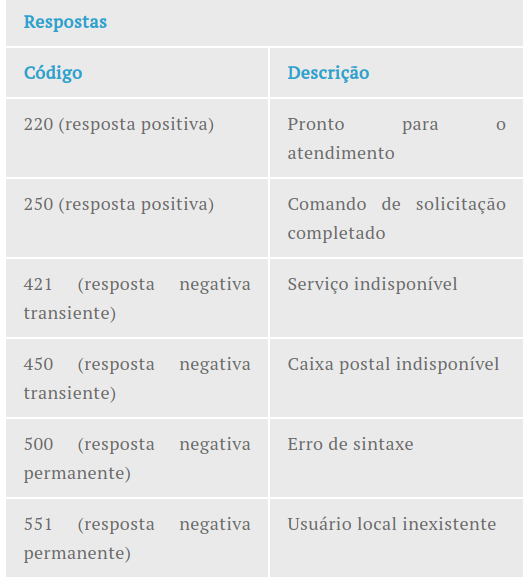 Respostas
Código
Descrição
220 (resposta positiva)
Pronto para o
atendimento
250 (resposta positiva)
Comando de solicitação
completado
421 (resposta negativa
transiente)
Serviço indisponível
450 (resposta negativa
transiente)
Caixa postal indisponível
500 (resposta negativa
permanente)
Erro de sintaxe
551 (resposta negativa
permanente)
Usuário local inexistente